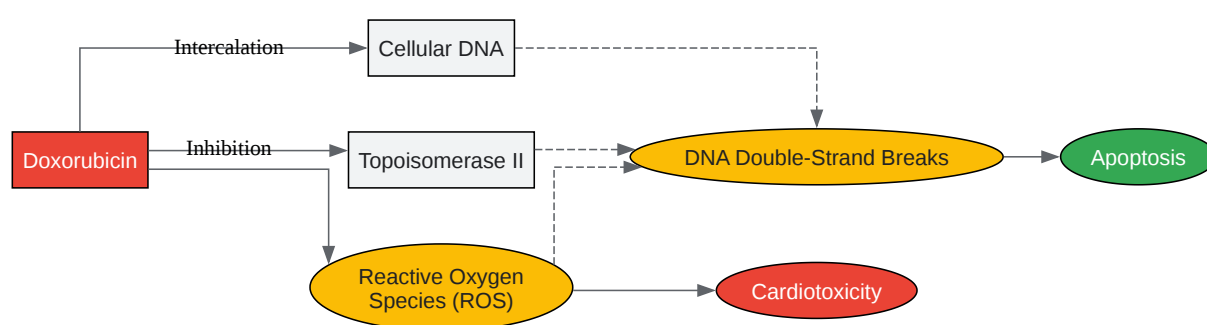 Intercalation
Cellular DNA
Doxorubicin
Inhibition
Topoisomerase II
DNA Double-Strand Breaks
Apoptosis
Reactive Oxygen
Species (ROS)
Cardiotoxicity